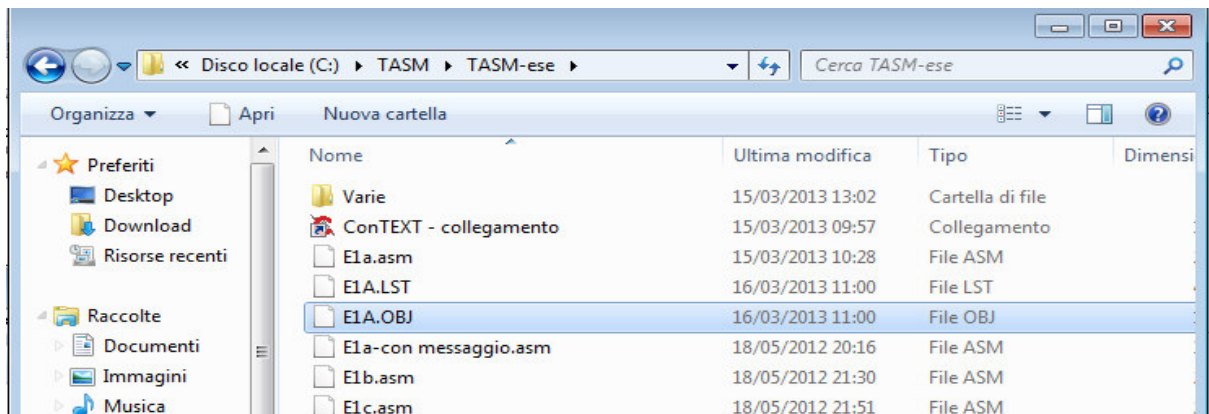 « Disco locale (C:) ▸ TASM ▸ TASM-ese ▸ Cerca TASM-ese
Organizza Apri Nuova cartella
Nome Ultima modifica Tipo Dimensi
Preferiti
Desktop
Download
Risorse recenti
Raccolte
Documenti
Immagini
Musica
Varie 15/03/2013 13:02 Cartella di file
ConTEXT - collegamento 15/03/2013 09:57 Collegamento
E1a.asm 15/03/2013 10:28 File ASM
E1A.LST 16/03/2013 11:00 File LST
E1A.OBJ 16/03/2013 11:00 File OBJ
E1a-con messaggio.asm 18/05/2012 20:16 File ASM
E1b.asm 18/05/2012 21:30 File ASM
E1c.asm 18/05/2012 21:51 File ASM